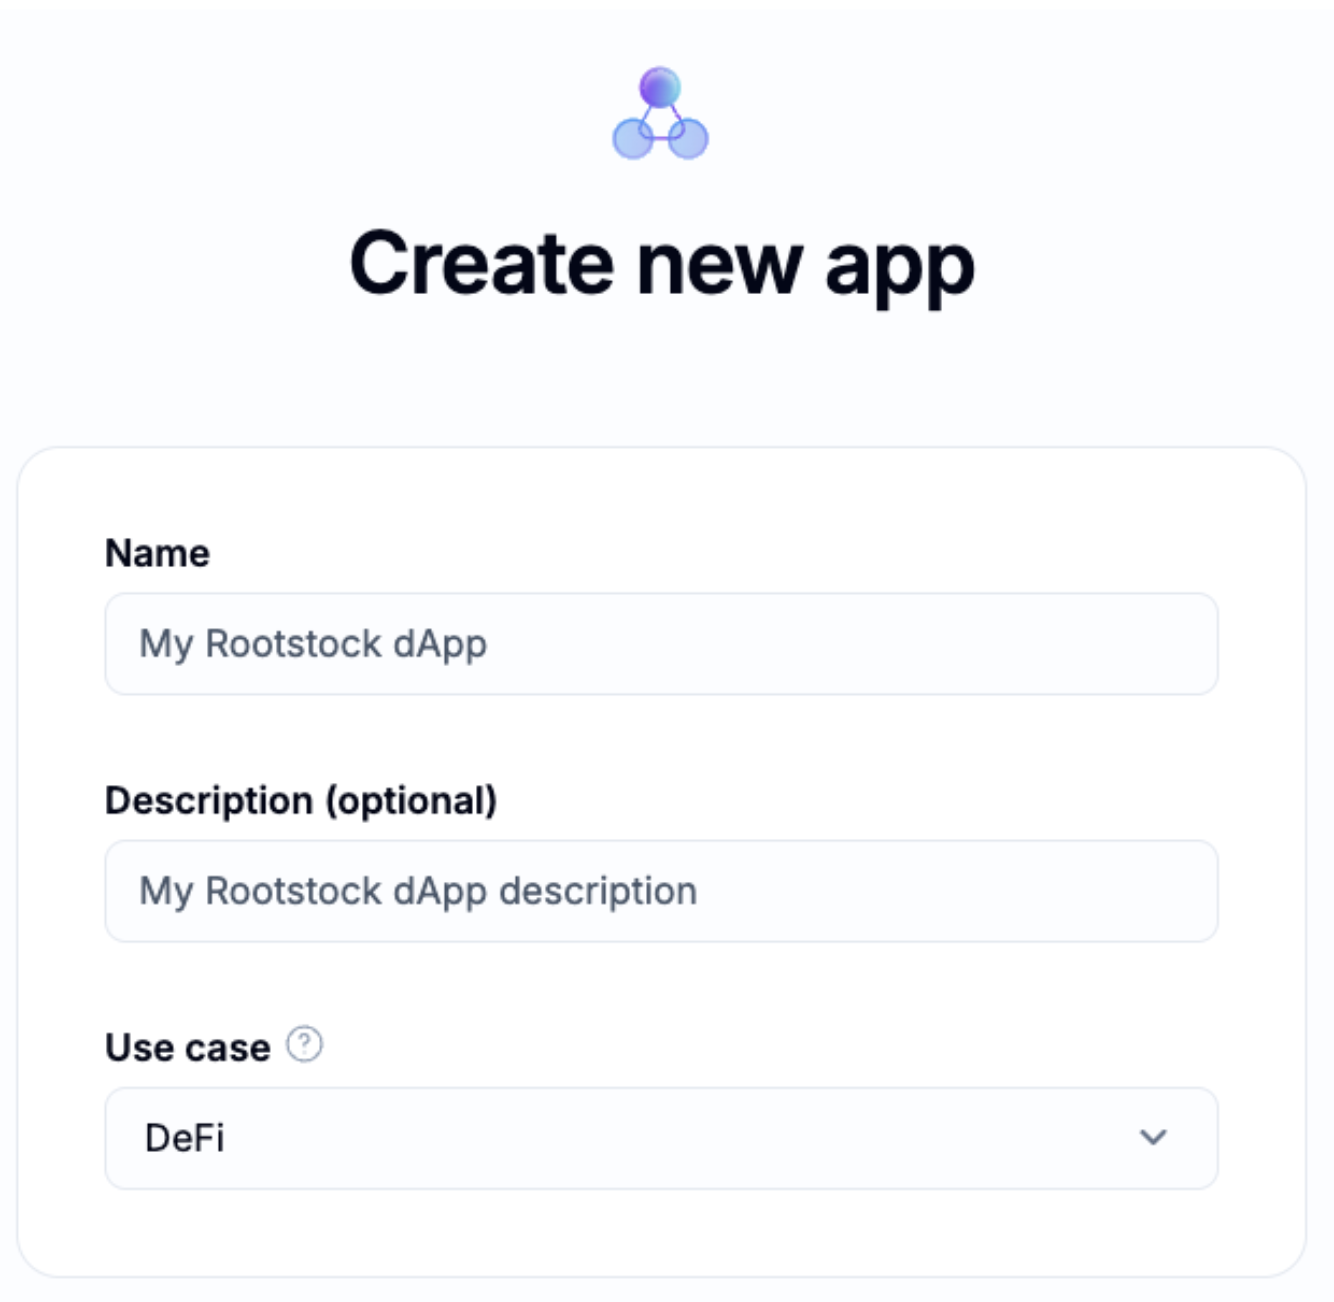 Create new app
Name
My Rootstock dApp
Description (optional)
My Rootstock dApp description
Use case ?
DeFi